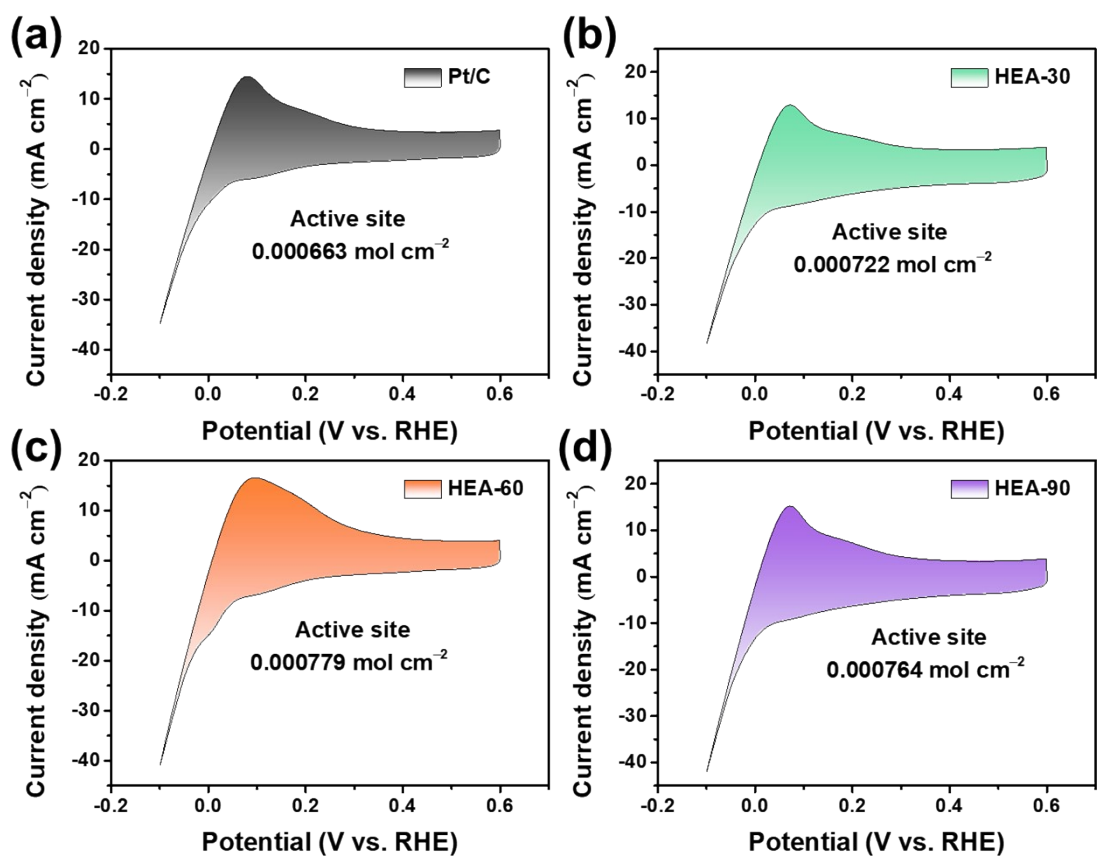 (a)
Current density (mA cm⁻²)
20
10
0
-10
-20
-30
-40
Pt/C
Active site
0.000663 mol cm⁻²
-0.2 0.0 0.2 0.4 0.6
Potential (V vs. RHE)
(b)
Current density (mA cm⁻²)
20
10
0
-10
-20
-30
-40
HEA-30
Active site
0.000722 mol cm⁻²
-0.2 0.0 0.2 0.4 0.6
Potential (V vs. RHE)
(c)
Current density (mA cm⁻²)
20
10
0
-10
-20
-30
-40
HEA-60
Active site
0.000779 mol cm⁻²
-0.2 0.0 0.2 0.4 0.6
Potential (V vs. RHE)
(d)
Current density (mA cm⁻²)
20
10
0
-10
-20
-30
-40
HEA-90
Active site
0.000764 mol cm⁻²
-0.2 0.0 0.2 0.4 0.6
Potential (V vs. RHE)